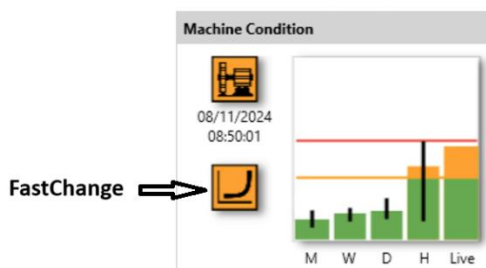 Machine Condition
08/11/2024
08:50:01
FastChange
M W D H Live